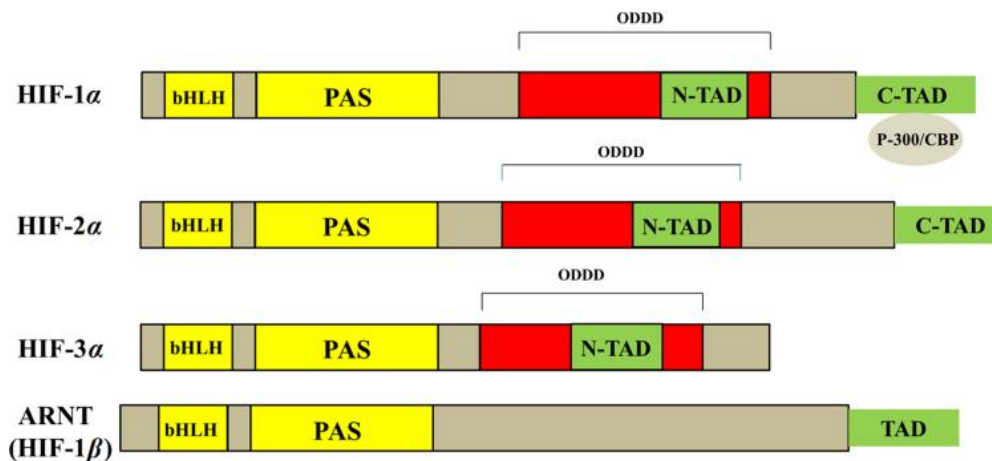 ODDD
HIF-1α bHLH PAS N-TAD C-TAD
P-300/CBP
ODDD
HIF-2α bHLH PAS N-TAD C-TAD
ODDD
HIF-3α bHLH PAS N-TAD
ARNT
(HIF-1β) bHLH PAS TAD